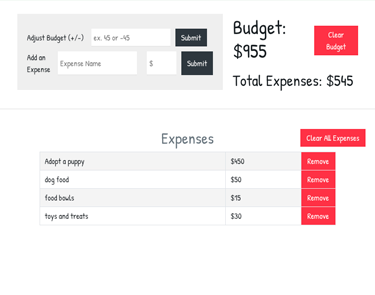 Adjust Budget (+/-) ex. 45 or -45 Submit
Add an Expense Expense Name $ Submit
Budget: $955
Clear Budget
Total Expenses: $545
Expenses
Clear All Expenses
Adopt a puppy $450 Remove
dog food $50 Remove
food bowls $15 Remove
toys and treats $30 Remove